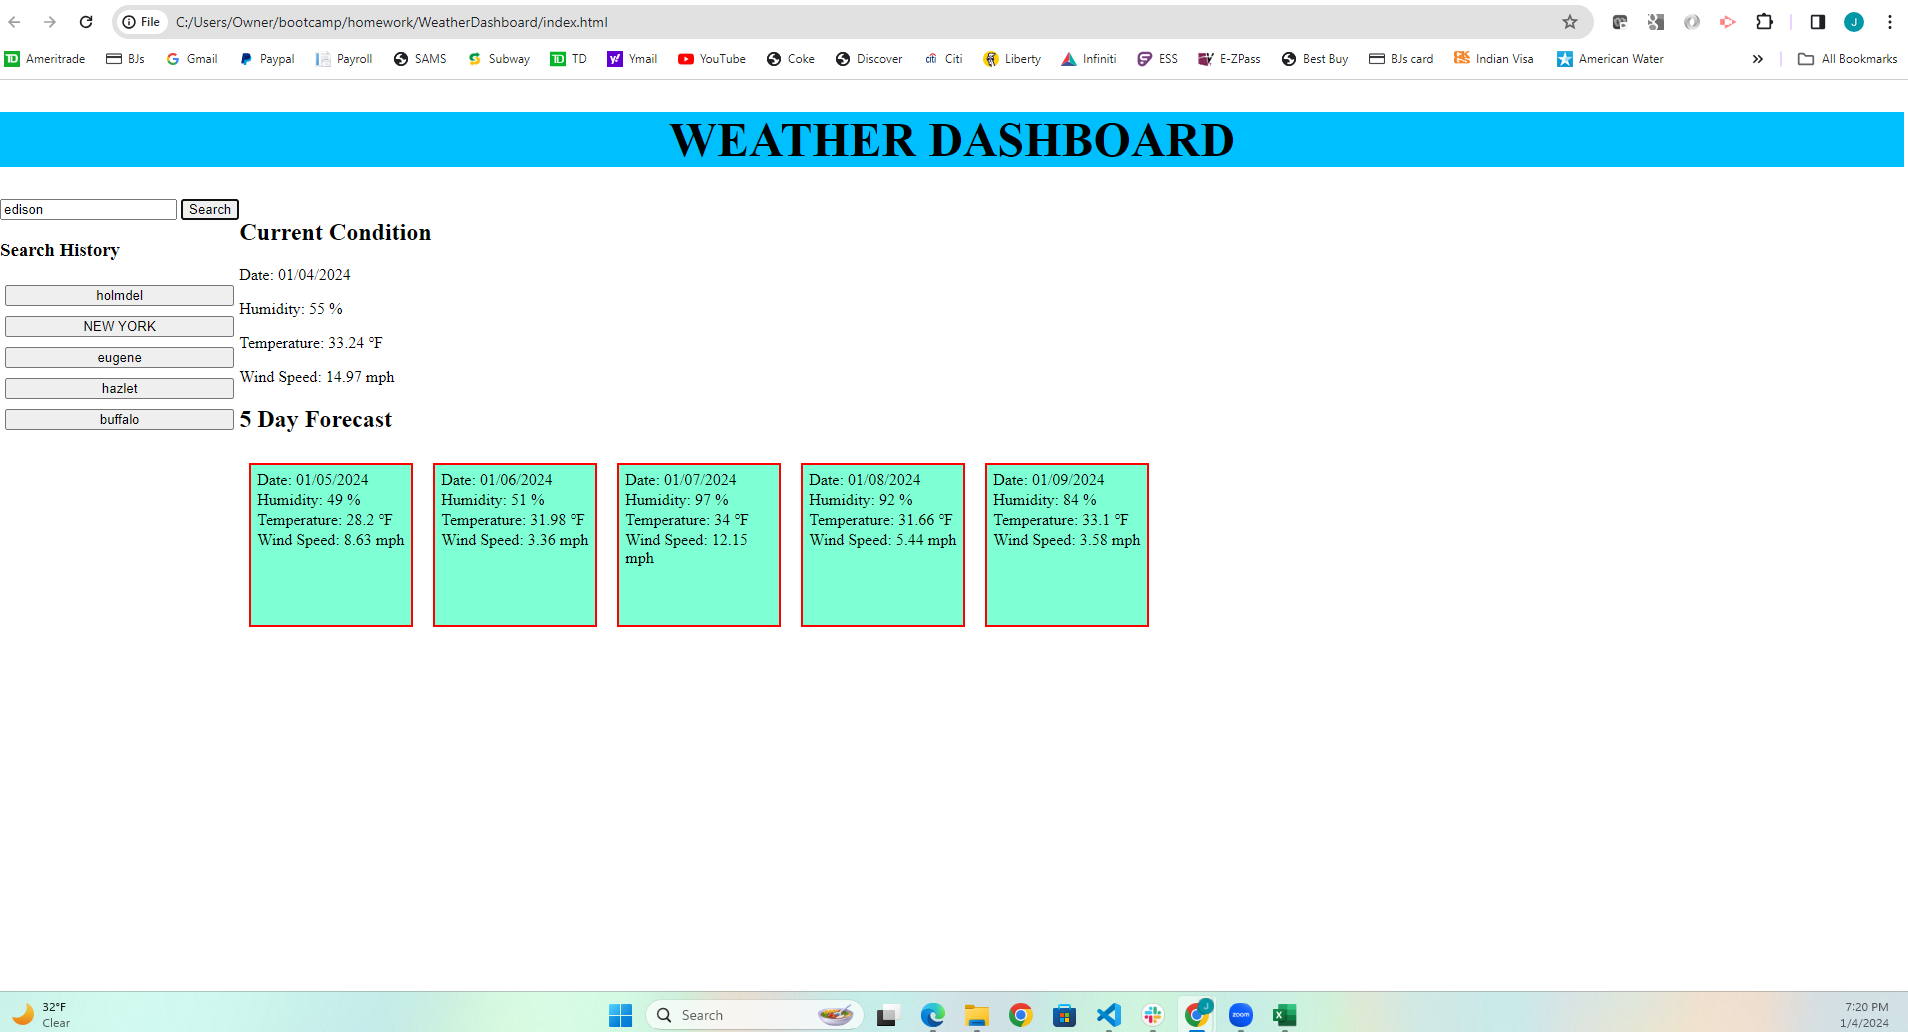 File C:/Users/Owner/bootcamp/homework/WeatherDashboard/index.html J
TD Ameritrade BJs Gmail Paypal Payroll SAMS Subway TD TD Ymail YouTube Coke Discover citi Citi Liberty Infiniti ESS E-ZPass Best Buy BJs card Indian Visa American Water » All Bookmarks
WEATHER DASHBOARD
edison Search
Search History
holmdel
NEW YORK
eugene
hazlet
buffalo
Current Condition
Date: 01/04/2024
Humidity: 55 %
Temperature: 33.24 °F
Wind Speed: 14.97 mph
5 Day Forecast
Date: 01/05/2024
Humidity: 49 %
Temperature: 28.2 °F
Wind Speed: 8.63 mph
Date: 01/06/2024
Humidity: 51 %
Temperature: 31.98 °F
Wind Speed: 3.36 mph
Date: 01/07/2024
Humidity: 97 %
Temperature: 34 °F
Wind Speed: 12.15
mph
Date: 01/08/2024
Humidity: 92 %
Temperature: 31.66 °F
Wind Speed: 5.44 mph
Date: 01/09/2024
Humidity: 84 %
Temperature: 33.1 °F
Wind Speed: 3.58 mph
32°F
Clear
Search
J
zoom
7:20 PM
1/4/2024